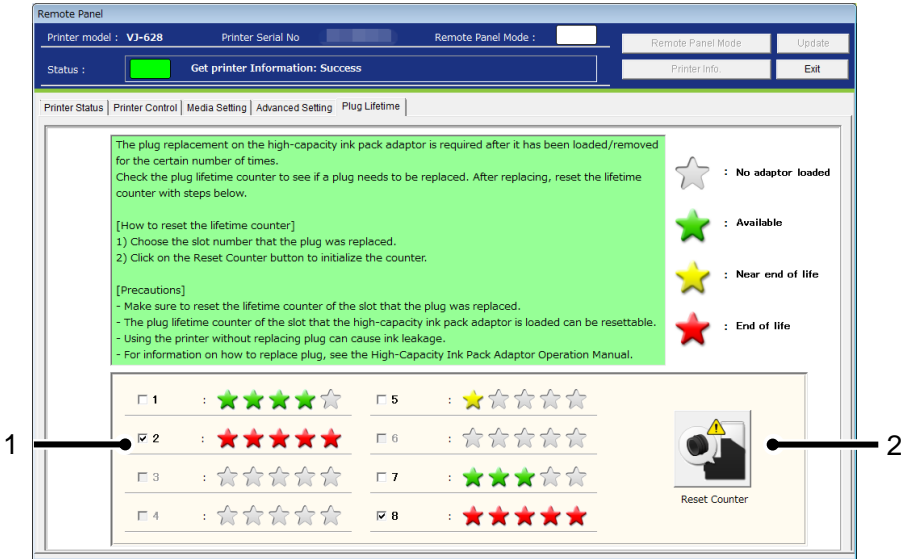 Remote Panel
Printer model : VJ-628 Printer Serial No Remote Panel Mode :
Remote Panel Mode Update
Status : Get printer Information: Success
Printer Info. Exit
Printer Status Printer Control Media Setting Advanced Setting Plug Lifetime
The plug replacement on the high-capacity ink pack adaptor is required after it has been loaded/removed
for the certain number of times.
Check the plug lifetime counter to see if a plug needs to be replaced. After replacing, reset the lifetime
counter with steps below.
[How to reset the lifetime counter]
1) Choose the slot number that the plug was replaced.
2) Click on the Reset Counter button to initialize the counter.
[Precautions]
- Make sure to reset the lifetime counter of the slot that the plug was replaced.
- The plug lifetime counter of the slot that the high-capacity ink pack adaptor is loaded can be resettable.
- Using the printer without replacing plug can cause ink leakage.
- For information on how to replace plug, see the High-Capacity Ink Pack Adaptor Operation Manual.
: No adaptor loaded
: Available
: Near end of life
: End of life
1 : 5 :
2 : 6 :
3 : 7 :
4 : 8 :
Reset Counter
1
2